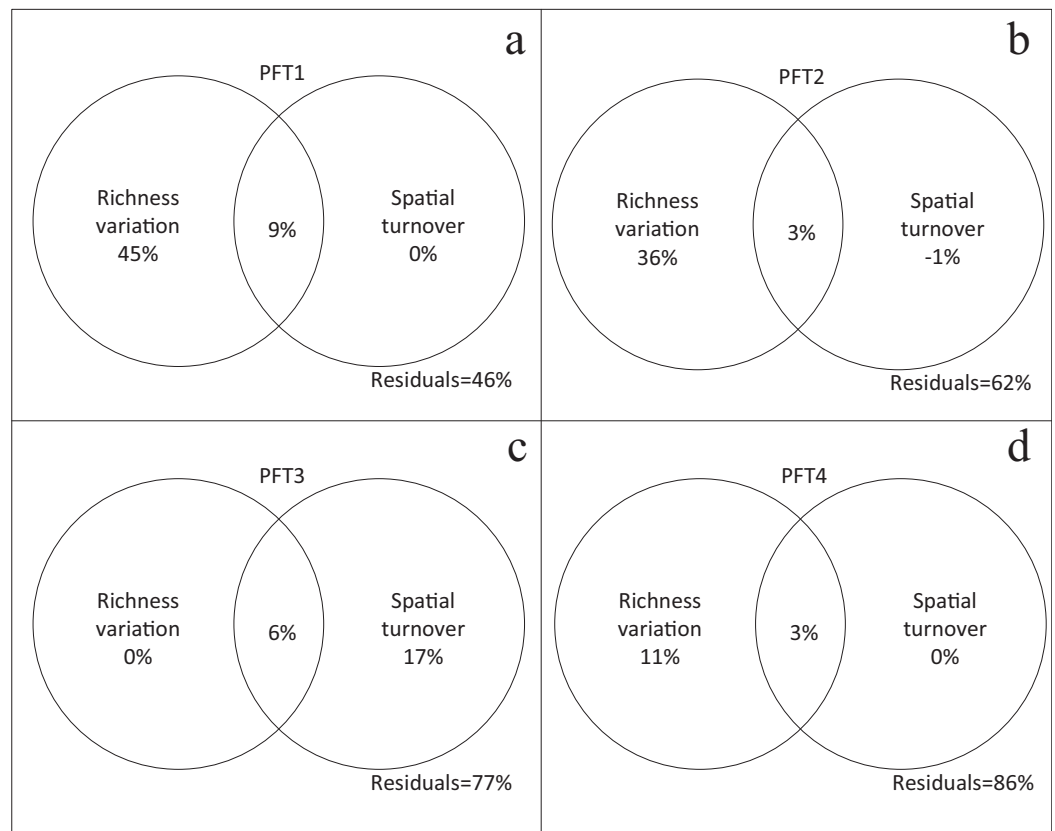 a
PFT1
Richness
variation
45%
9%
Spatial
turnover
0%
Residuals=46%
b
PFT2
Richness
variation
36%
3%
Spatial
turnover
-1%
Residuals=62%
c
PFT3
Richness
variation
0%
6%
Spatial
turnover
17%
Residuals=77%
d
PFT4
Richness
variation
11%
3%
Spatial
turnover
0%
Residuals=86%